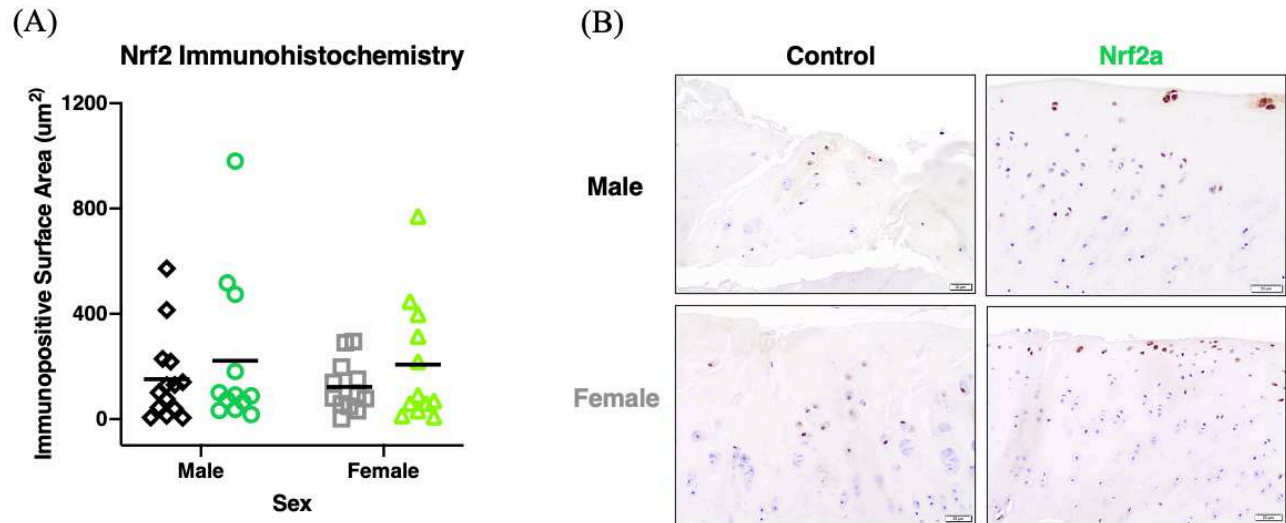 (A)
Nrf2 Immunohistochemistry
Immunopositive Surface Area (um²)
1200
800
400
0
Male
Female
Sex
(B)
Control
Nrf2a
Male
Female